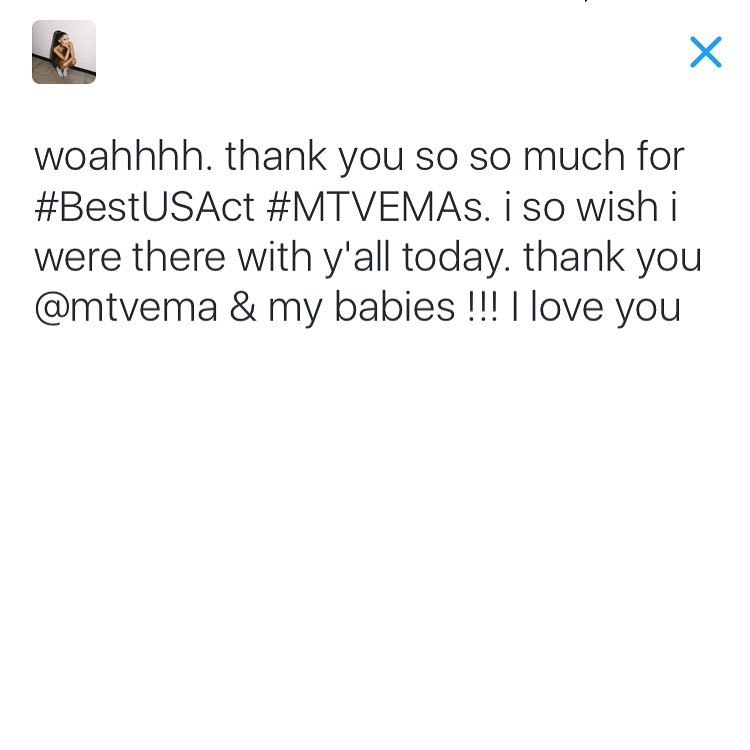 woahhhh. thank you so so much for
#BestUSAct #MTVEMAs. i so wish i
were there with y'all today. thank you
@mtvema & my babies !!! I love you